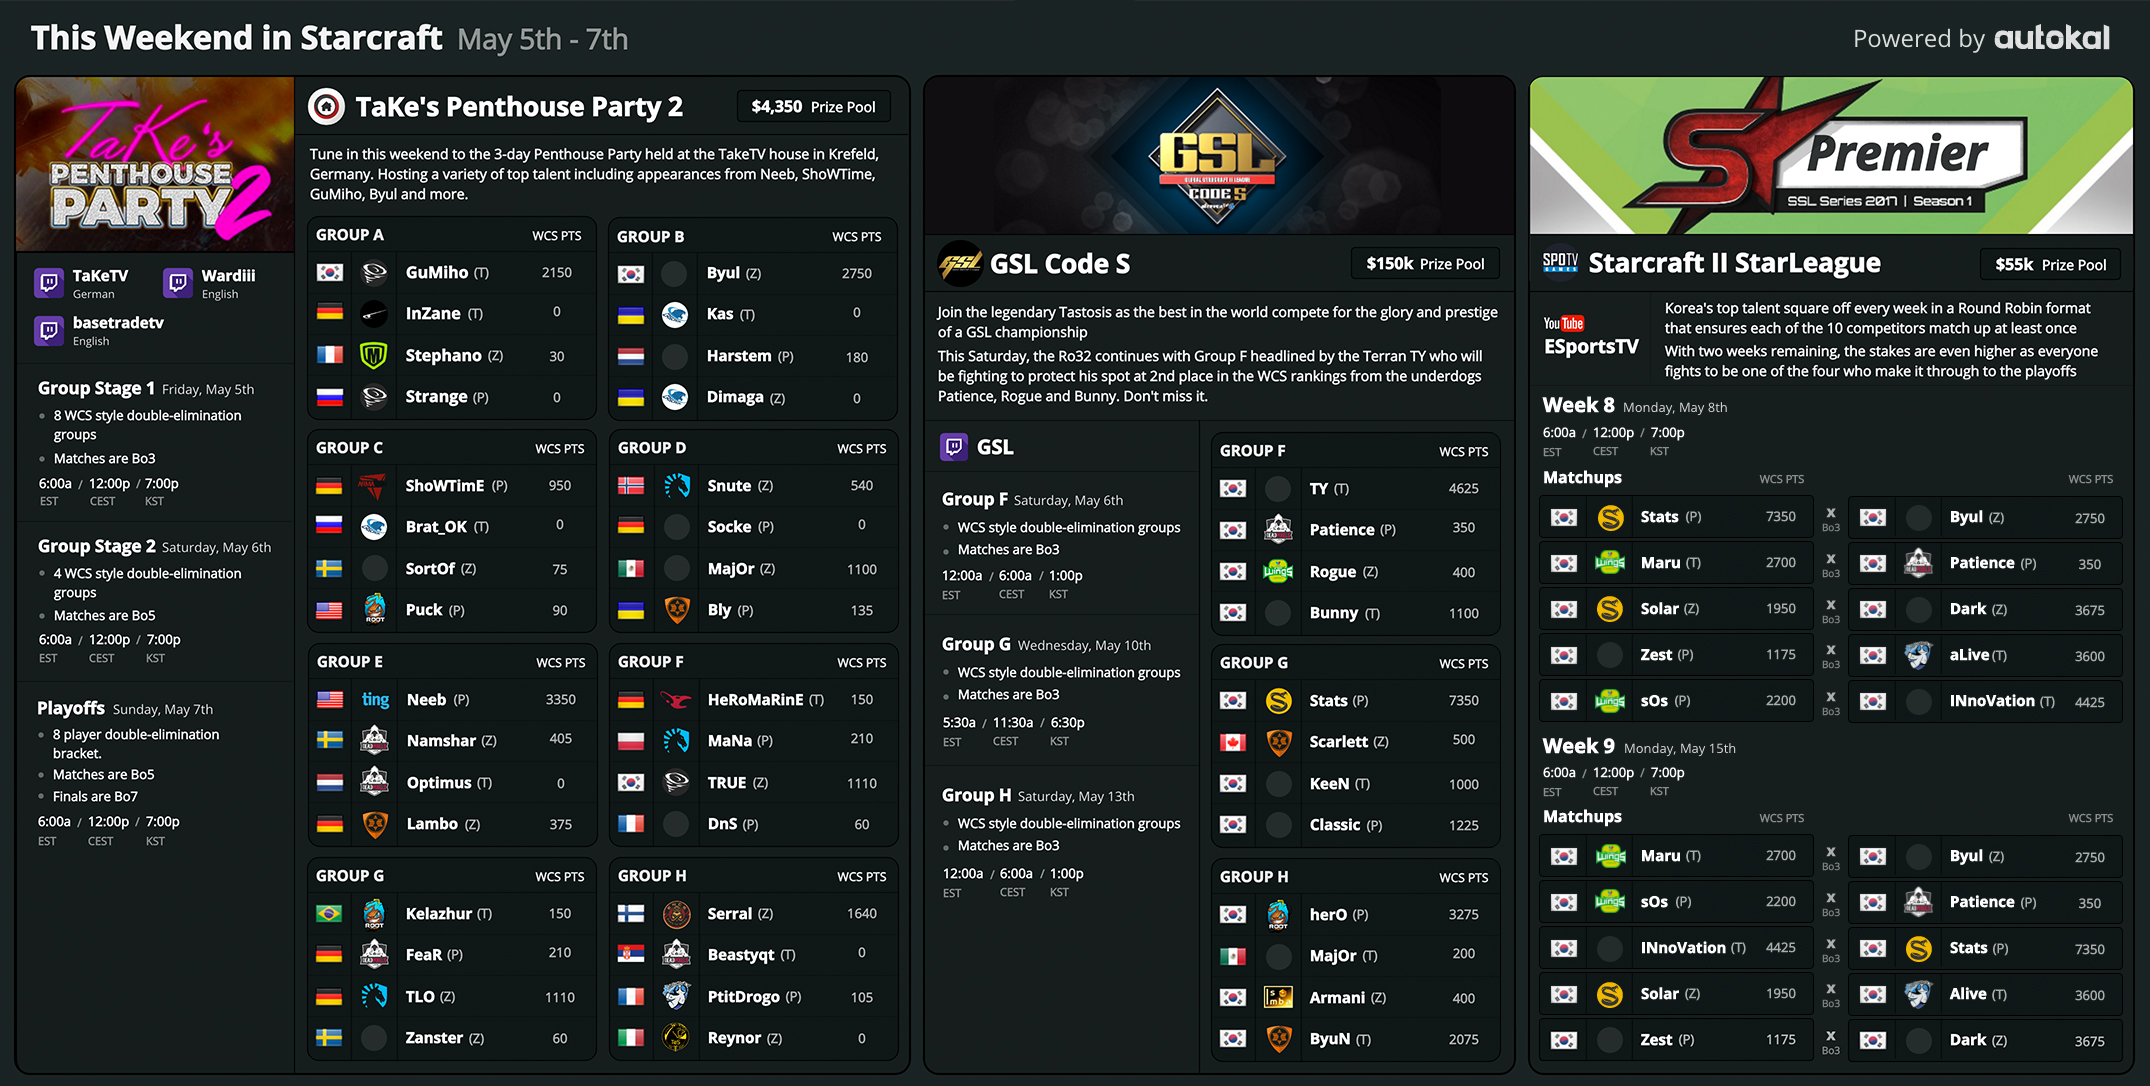 This Weekend in Starcraft May 5th - 7th
Powered by autokal
TaKe's
PENTHOUSE
PARTY 2
TaKeTV
German
Wardiii
English
basetradetv
English
Group Stage 1 Friday, May 5th
8 WCS style double-elimination
groups
Matches are Bo3
6:00a / 12:00p / 7:00p
EST CEST KST
Group Stage 2 Saturday, May 6th
4 WCS style double-elimination
groups
Matches are Bo5
6:00a / 12:00p / 7:00p
EST CEST KST
Playoffs Sunday, May 7th
8 player double-elimination
bracket.
Matches are Bo5
Finals are Bo7
6:00a / 12:00p / 7:00p
EST CEST KST
TaKe's Penthouse Party 2
$4,350 Prize Pool
Tune in this weekend to the 3-day Penthouse Party held at the TakeTV house in Krefeld,
Germany. Hosting a variety of top talent including appearances from Neeb, ShoWTime,
GuMiho, Byul and more.
GROUP A WCS PTS
GuMiho (T) 2150
InZane (T) 0
Stephano (Z) 30
Strange (P) 0
GROUP B WCS PTS
Byul (Z) 2750
Kas (T) 0
Harstem (P) 180
Dimaga (Z) 0
GROUP C WCS PTS
ShoWTimE (P) 950
Brat_OK (T) 0
SortOf (Z) 75
ROOT
Puck (P) 90
GROUP D WCS PTS
Snute (Z) 540
Socke (P) 0
MajOr (Z) 1100
Bly (P) 135
GROUP E WCS PTS
ting
Neeb (P) 3350
Namshar (Z) 405
Optimus (T) 0
Lambo (Z) 375
GROUP F WCS PTS
HeRoMaRinE (T) 150
MaNa (P) 210
TRUE (Z) 1110
DnS (P) 60
GROUP G WCS PTS
ROOT
Kelazhur (T) 150
FeaR (P) 210
TLO (Z) 1110
Zanster (Z) 60
GROUP H WCS PTS
Serral (Z) 1640
Beastyqt (T) 0
PtitDrogo (P) 105
Reynor (Z) 0
GSL
GLOBAL STARCRAFT II LEAGUE
CODE S
GSL
GSL Code S
$150k Prize Pool
Join the legendary Tastosis as the best in the world compete for the glory and prestige
of a GSL championship
This Saturday, the Ro32 continues with Group F headlined by the Terran TY who will
be fighting to protect his spot at 2nd place in the WCS rankings from the underdogs
Patience, Rogue and Bunny. Don't miss it.
GSL
Group F Saturday, May 6th
WCS style double-elimination groups
Matches are Bo3
12:00a / 6:00a / 1:00p
EST CEST KST
Group G Wednesday, May 10th
WCS style double-elimination groups
Matches are Bo3
5:30a / 11:30a / 6:30p
EST CEST KST
Group H Saturday, May 13th
WCS style double-elimination groups
Matches are Bo3
12:00a / 6:00a / 1:00p
EST CEST KST
GROUP F WCS PTS
TY (T) 4625
Patience (P) 350
Wings
Rogue (Z) 400
Bunny (T) 1100
GROUP G WCS PTS
Stats (P) 7350
Scarlett (Z) 500
KeeN (T) 1000
Classic (P) 1225
GROUP H WCS PTS
ROOT
herO (P) 3275
MajOr (T) 200
Armani (Z) 400
ByuN (T) 2075
S Premier
SSL Series 2017 | Season 1
SPOTV
GAMES
Starcraft II StarLeague
$55k Prize Pool
YouTube
ESportsTV
Korea's top talent square off every week in a Round Robin format
that ensures each of the 10 competitors match up at least once
With two weeks remaining, the stakes are even higher as everyone
fights to be one of the four who make it through to the playoffs
Week 8 Monday, May 8th
6:00a / 12:00p / 7:00p
EST CEST KST
Matchups WCS PTS WCS PTS
Stats (P) 7350 x Bo3 Byul (Z) 2750
Wings Maru (T) 2700 x Bo3 Patience (P) 350
Solar (Z) 1950 x Bo3 Dark (Z) 3675
Zest (P) 1175 x Bo3 aLive (T) 3600
Wings sOs (P) 2200 x Bo3 INnoVation (T) 4425
Week 9 Monday, May 15th
6:00a / 12:00p / 7:00p
EST CEST KST
Matchups WCS PTS WCS PTS
Wings Maru (T) 2700 x Bo3 Byul (Z) 2750
Wings sOs (P) 2200 x Bo3 Patience (P) 350
INnoVation (T) 4425 x Bo3 Stats (P) 7350
Solar (Z) 1950 x Bo3 Alive (T) 3600
Zest (P) 1175 x Bo3 Dark (Z) 3675